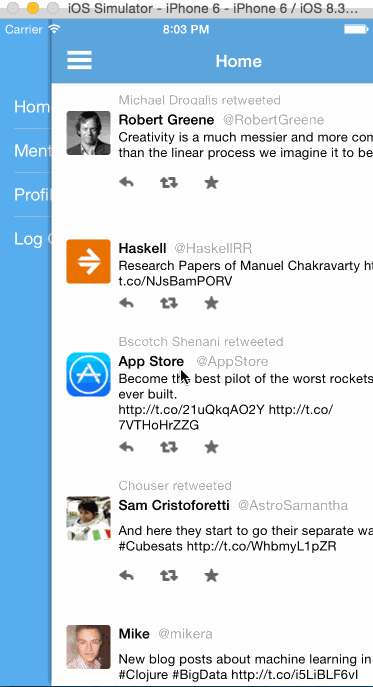 iOS Simulator - iPhone 6 - iPhone 6 / iOS 8.3...
Carrier 8:03 PM
Home
Michael Drogalis retweeted
Robert Greene @RobertGreene
Creativity is a much messier and more com
than the linear process we imagine it to be
Hom
Ment
Profil
Log
Haskell @HaskellRR
Research Papers of Manuel Chakravarty ht
t.co/NJsBamPORV
Bscotch Shenani retweeted
App Store @AppStore
Become the best pilot of the worst rockets
ever built.
http://t.co/21uQkqAO2Y http://t.co/
7VTHoHrZZG
Chouser retweeted
Sam Cristoforetti @AstroSamantha
And here they start to go their separate wa
#Cubesats http://t.co/WhbmyL1pZR
Mike @mikera
New blog posts about machine learning in
#Clojure #BigData http://t.co/i5LiBLF6vI